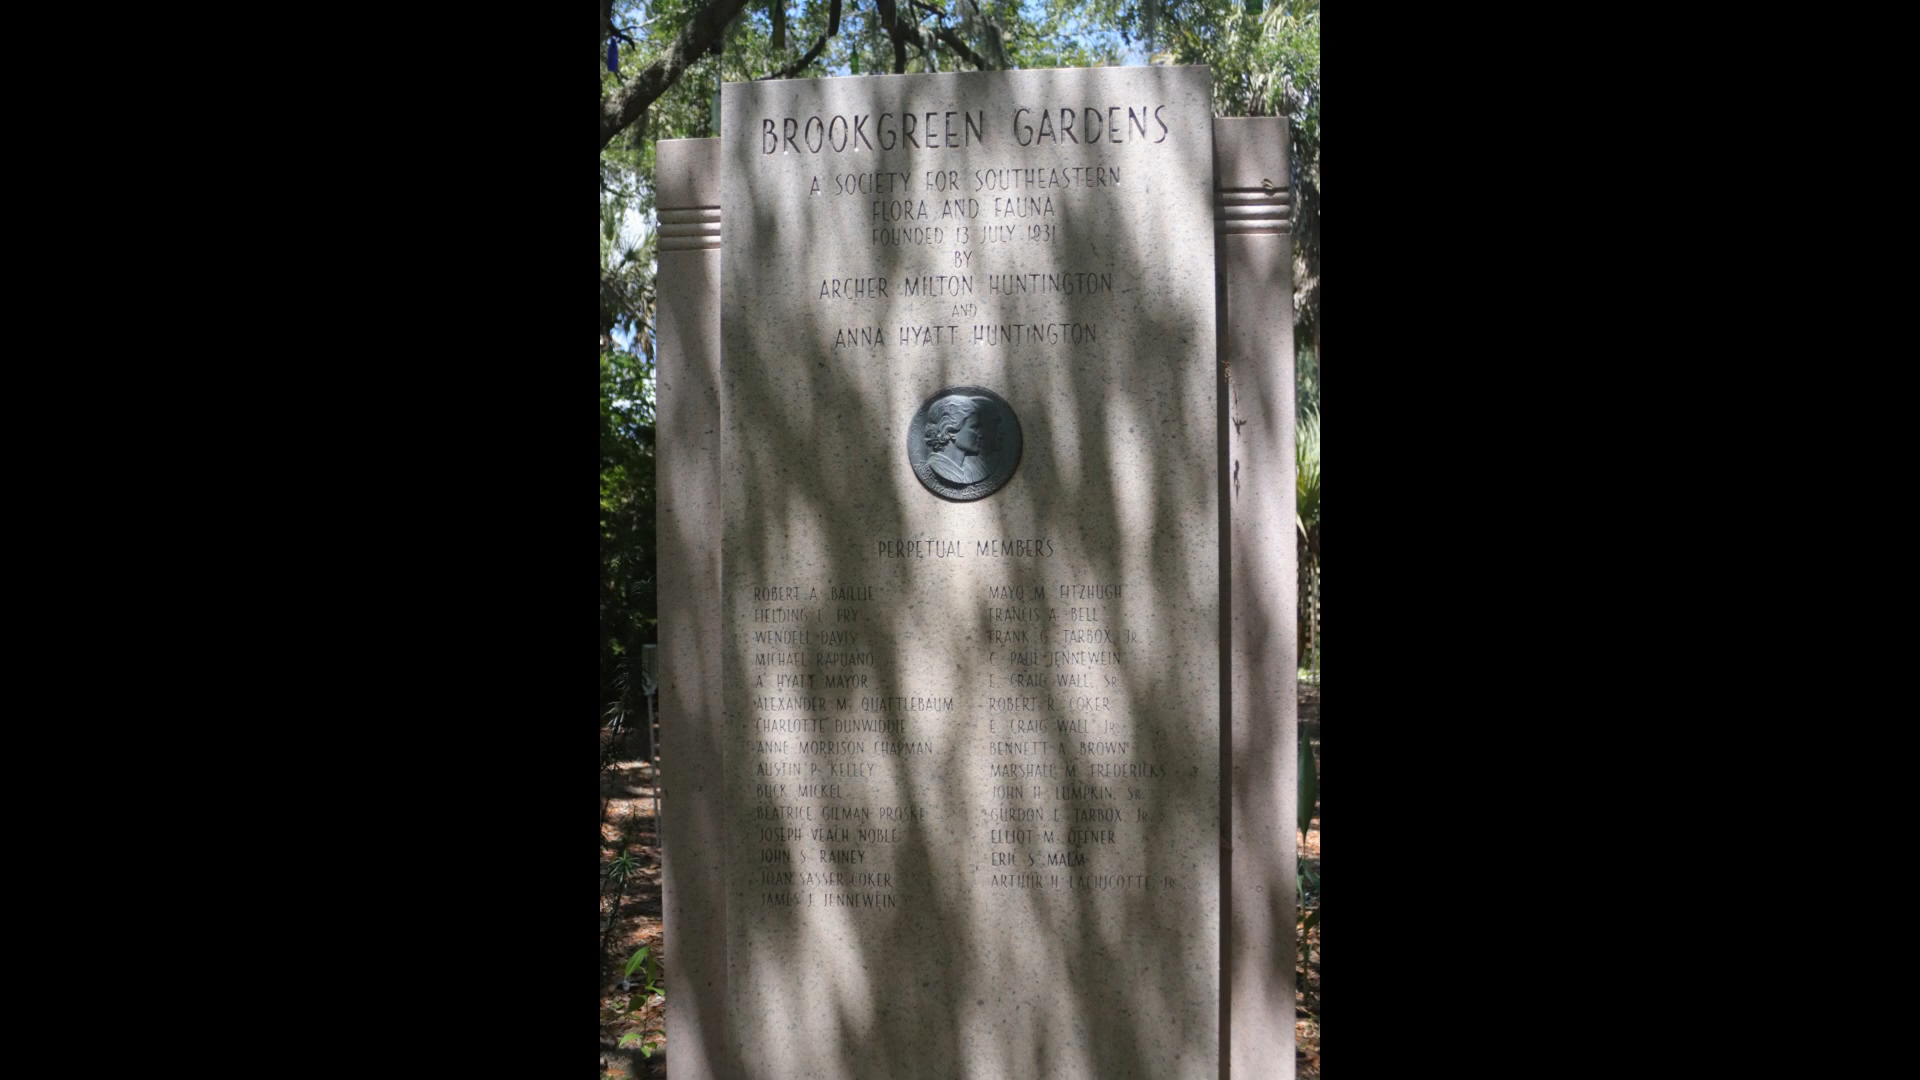 BROOKGREEN GARDENS
A SOCIETY FOR SOUTHEASTERN
FLORA AND FAUNA
FOUNDED 13 JULY 1931
BY
ARCHER MILTON HUNTINGTON
AND
ANNA HYATT HUNTINGTON
PERPETUAL MEMBERS
ROBERT A. BAILLIE
FIELDING L. FRY
WENDELL DAVIS
MICHAEL RAPUANO
A. HYATT MAYOR
ALEXANDER M. QUATTLEBAUM
CHARLOTTE DUNWIDDIE
ANNE MORRISON CHAPMAN
AUSTIN P. KELLEY
BUCK MICKEL
BEATRICE GILMAN PROSKE
JOSEPH VEACH NOBLE
JOHN S. RAINEY
JOAN SASSER COKER
JAMES J. JENNEWEIN
MAYO M. FITZHUGH
FRANCIS A. BELL
FRANK G. TARBOX, JR.
C. PAUL JENNEWEIN
E. CRAIG WALL, SR.
ROBERT R. COKER
E. CRAIG WALL, JR.
BENNETT A. BROWN
MARSHALL M. FREDERICKS
JOHN H. LUMPKIN, SR.
GURDON L. TARBOX, JR.
ELLIOT M. OFFNER
ERIC S. MALM
ARTHUR H. LACHICOTTE, JR.